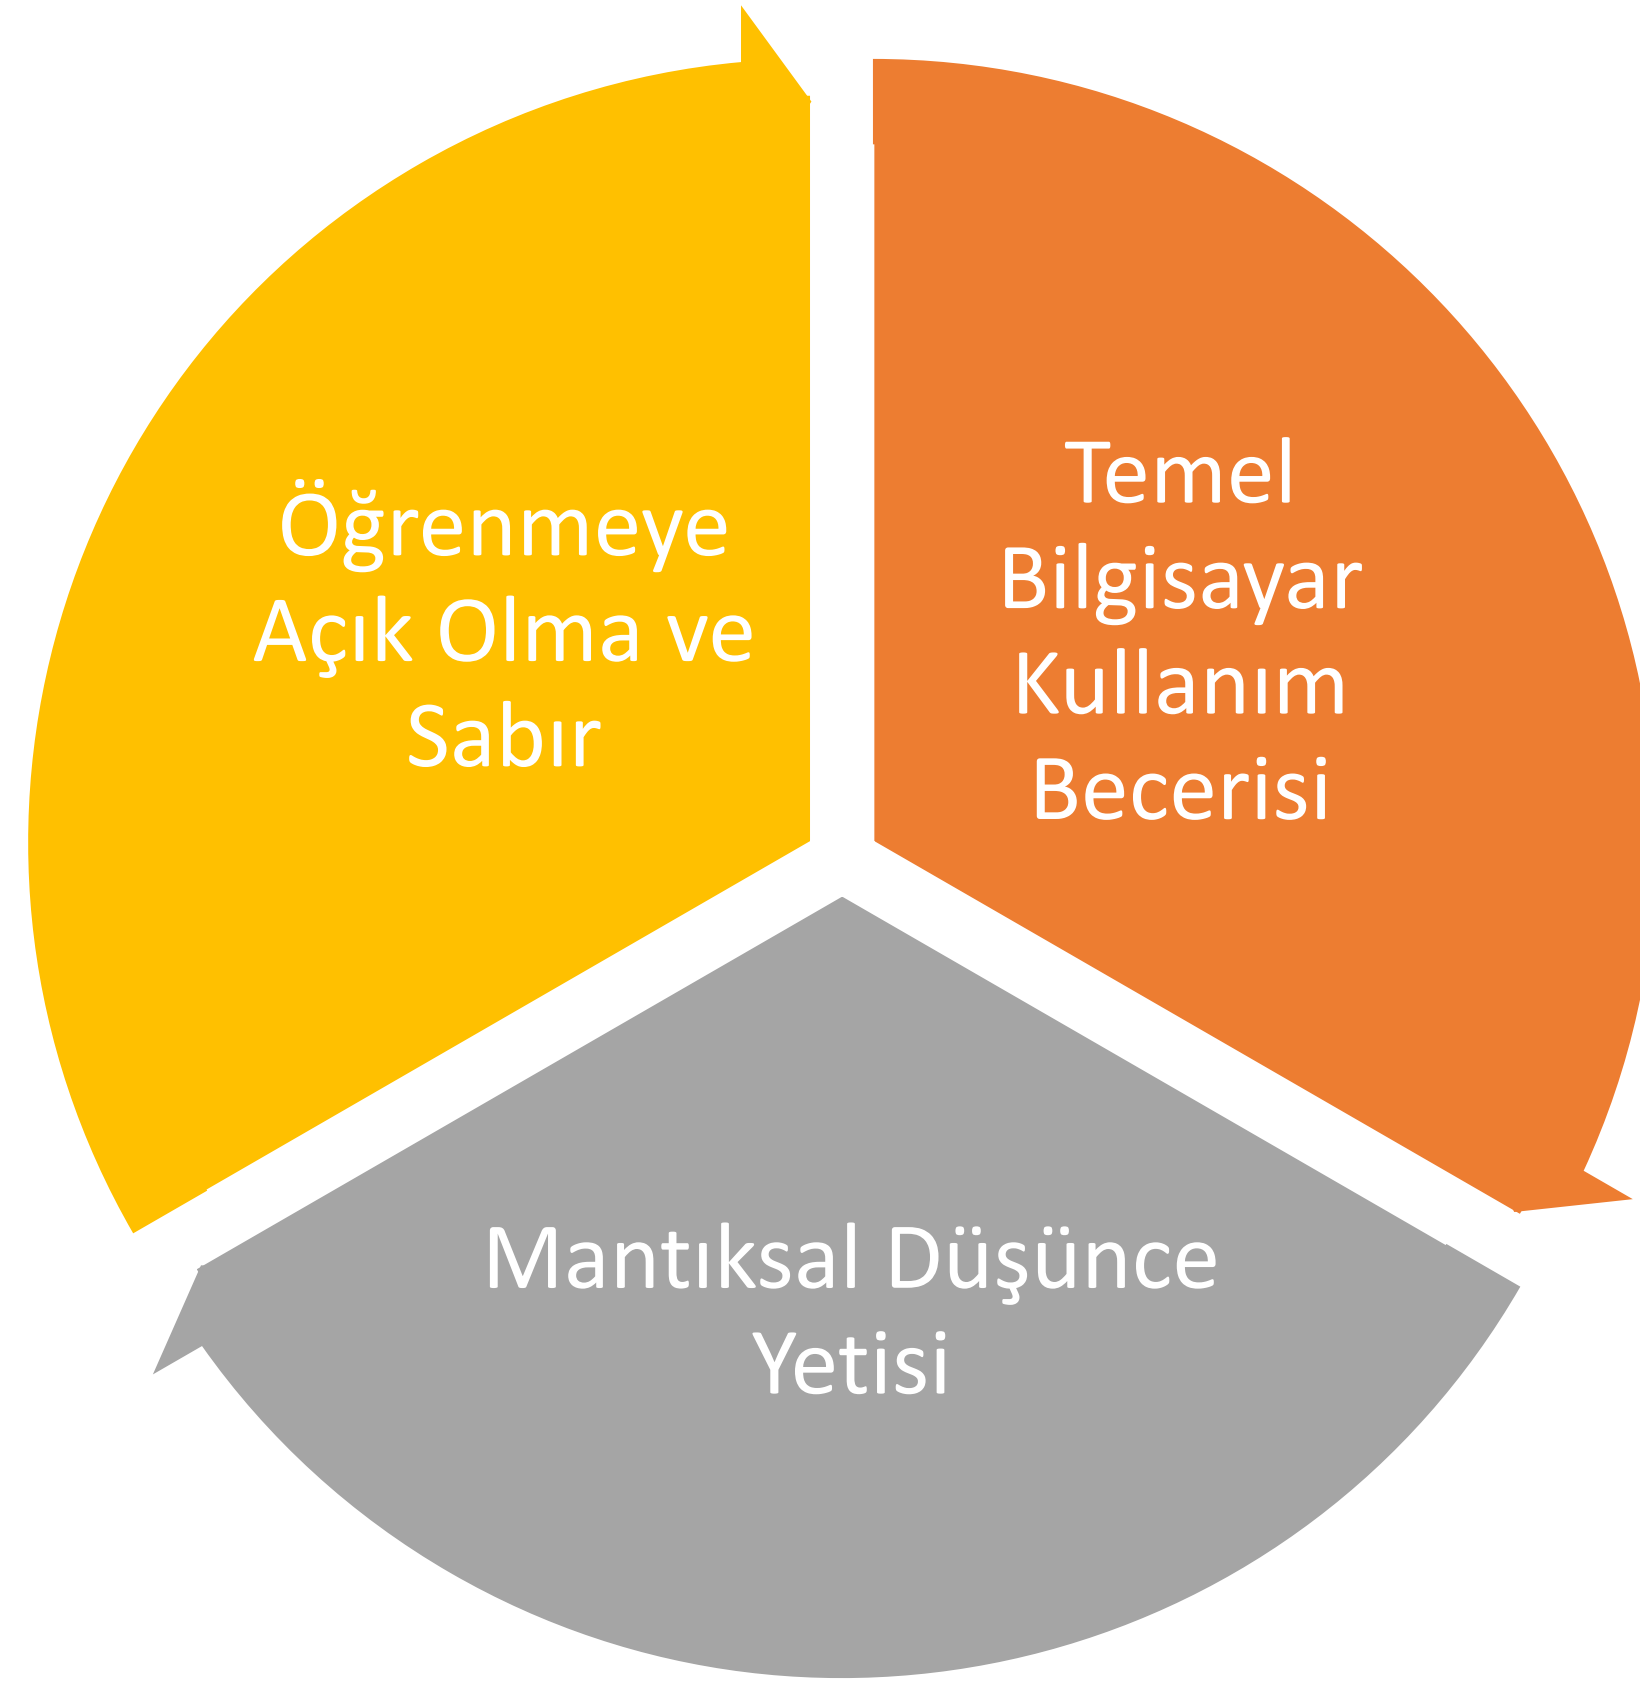 Temel
Bilgisayar
Kullanım
Becerisi
Mantıksal Düşünce
Yetisi
Öğrenmeye
Açık Olma ve
Sabır